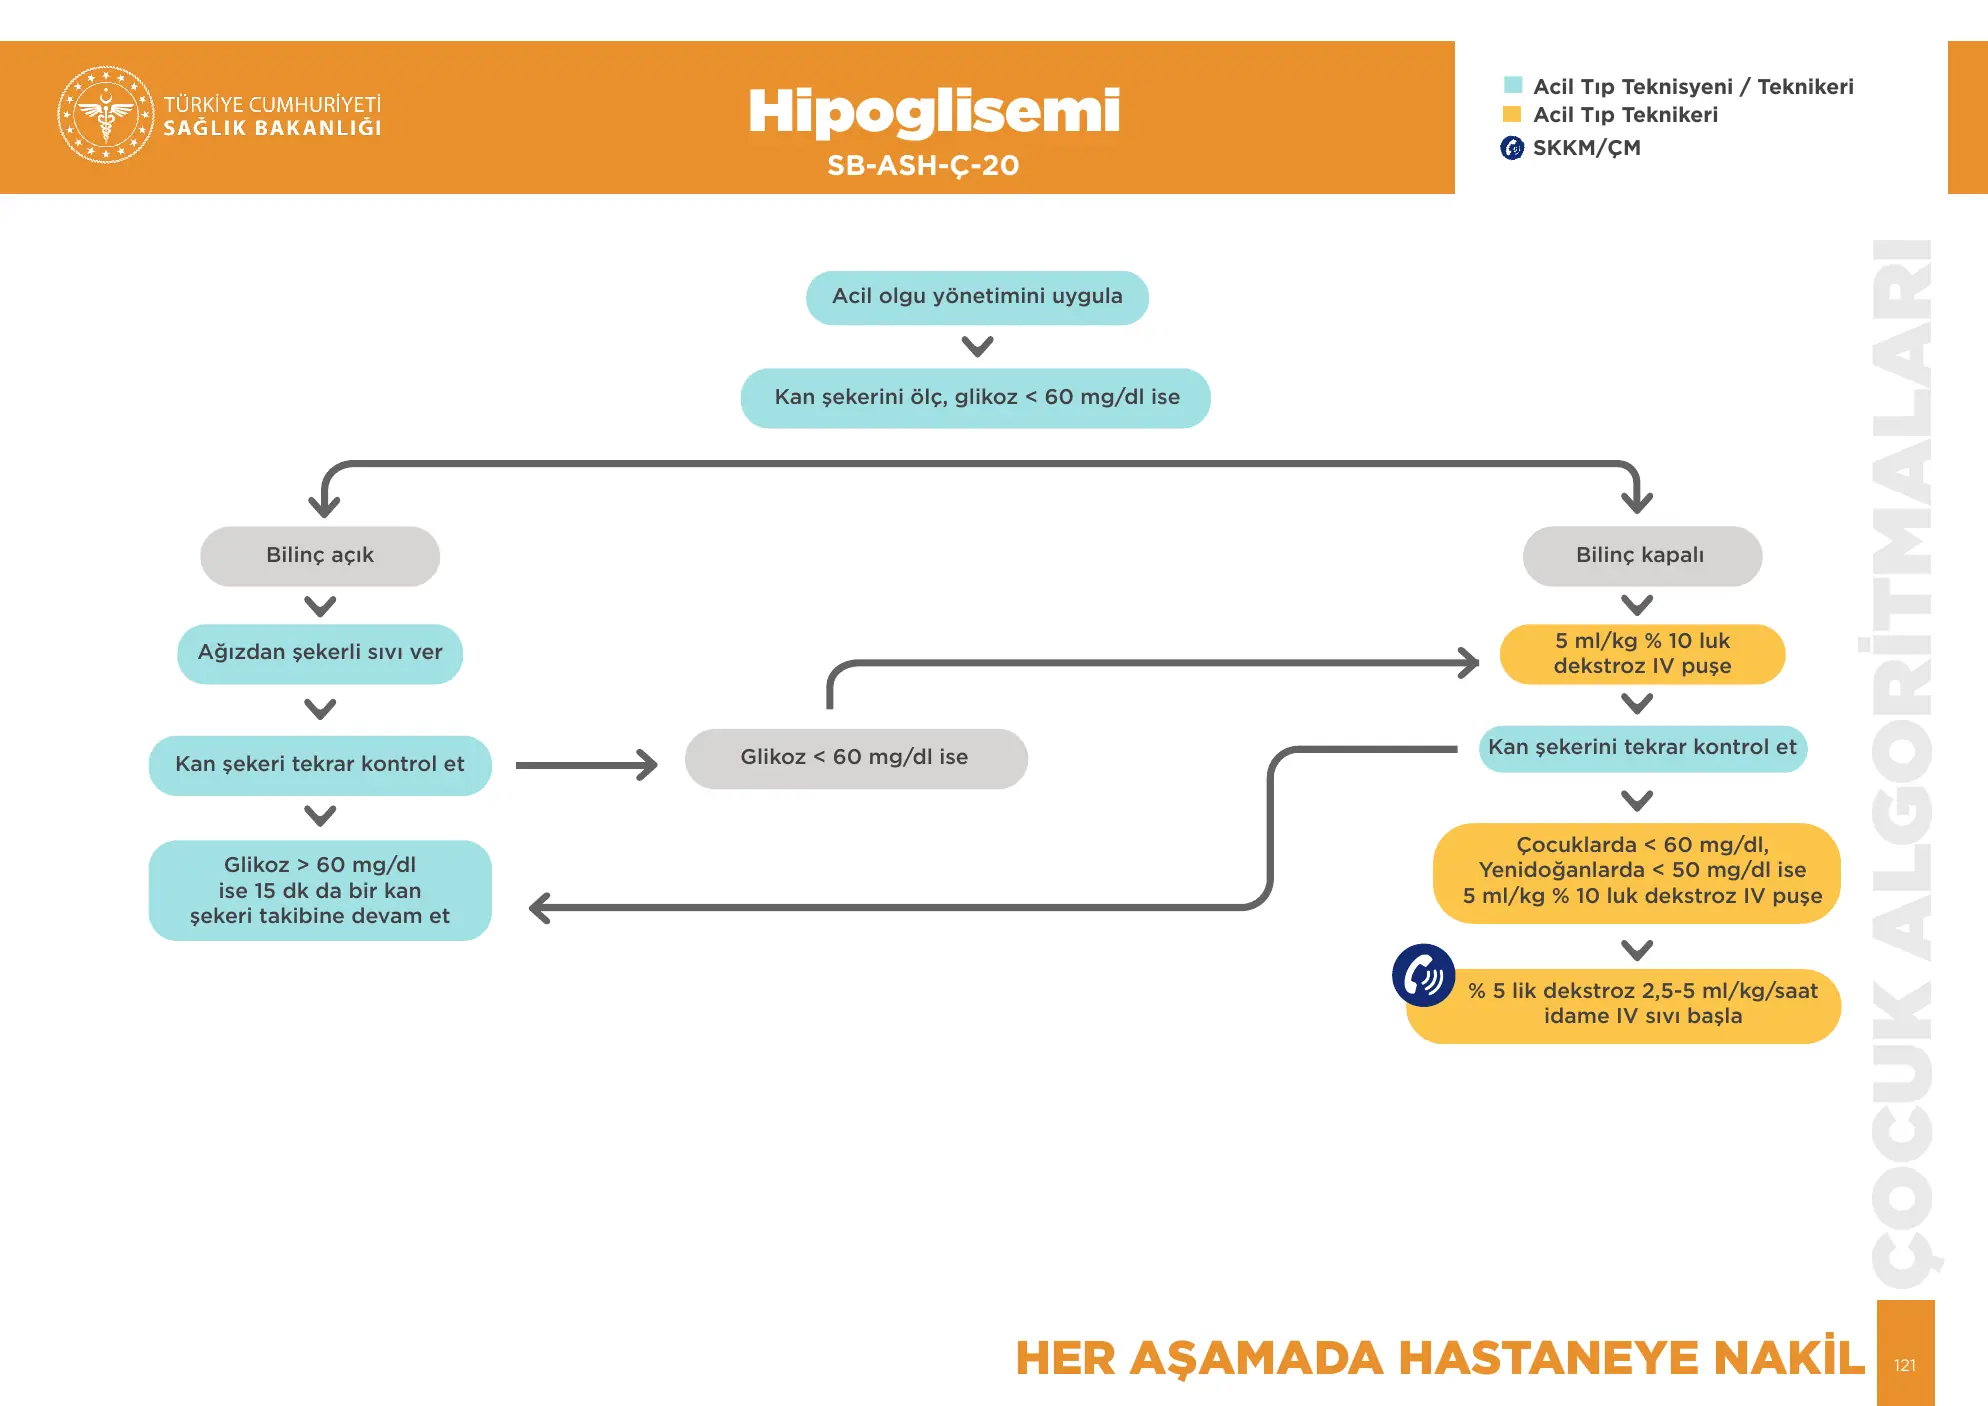 TÜRKİYE CUMHURİYETİ
SAĞLIK BAKANLIĞI
Hipoglisemi
SB-ASH-Ç-20
Acil Tıp Teknisyeni / Teknikeri
Acil Tıp Teknikeri
SKKM/ÇM
Acil olgu yönetimini uygula
Kan şekerini ölç, glikoz < 60 mg/dl ise
Bilinç açık
Ağızdan şekerli sıvı ver
Kan şekeri tekrar kontrol et
Glikoz > 60 mg/dl
ise 15 dk da bir kan
şekeri takibine devam et
Glikoz < 60 mg/dl ise
Bilinç kapalı
5 ml/kg % 10 luk
dekstroz IV puşe
Kan şekerini tekrar kontrol et
Çocuklarda < 60 mg/dl,
Yenidoğanlarda < 50 mg/dl ise
5 ml/kg % 10 luk dekstroz IV puşe
% 5 lik dekstroz 2,5-5 ml/kg/saat
idame IV sıvı başla
ÇOCUK ALGORİTMALARI
HER AŞAMADA HASTANEYE NAKİL
121